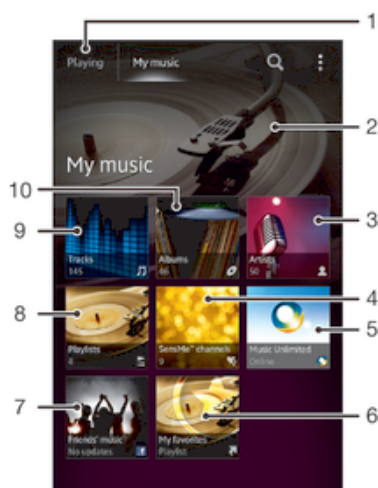 1
Playing My music
2
My music
10
9
Tracks
145
Albums
46
Artists
50
3
4
8
Playlists
4
SensMe™ channels
9
Music Unlimited
Online
5
7
Friends' music
No updates
My favorites
Playlist
6